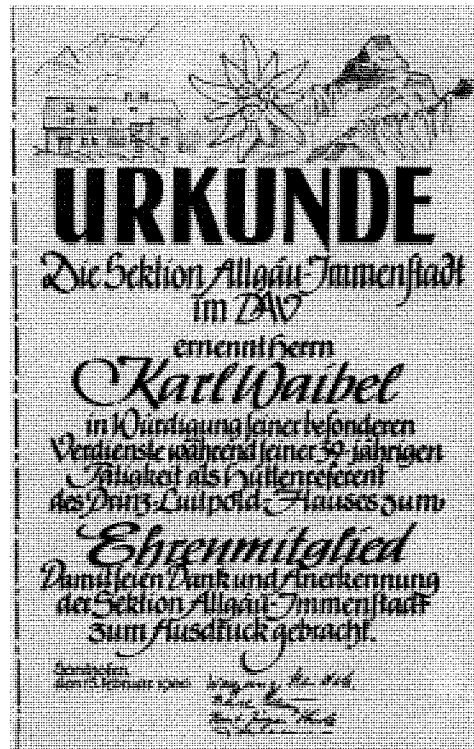 URKUNDE
Die Sektion Allgäu-Immenstadt
im DAV
ernennt Herrn
Karl Waibel
in Würdigung seiner besonderen
Verdienste während seiner 39-jährigen
Tätigkeit als Hüttenreferent
des Prinz-Luitpold-Hauses zum
Ehrenmitglied
Damit seien Dank und Anerkennung
der Sektion Allgäu-Immenstadt
zum Ausdruck gebracht.
Februar